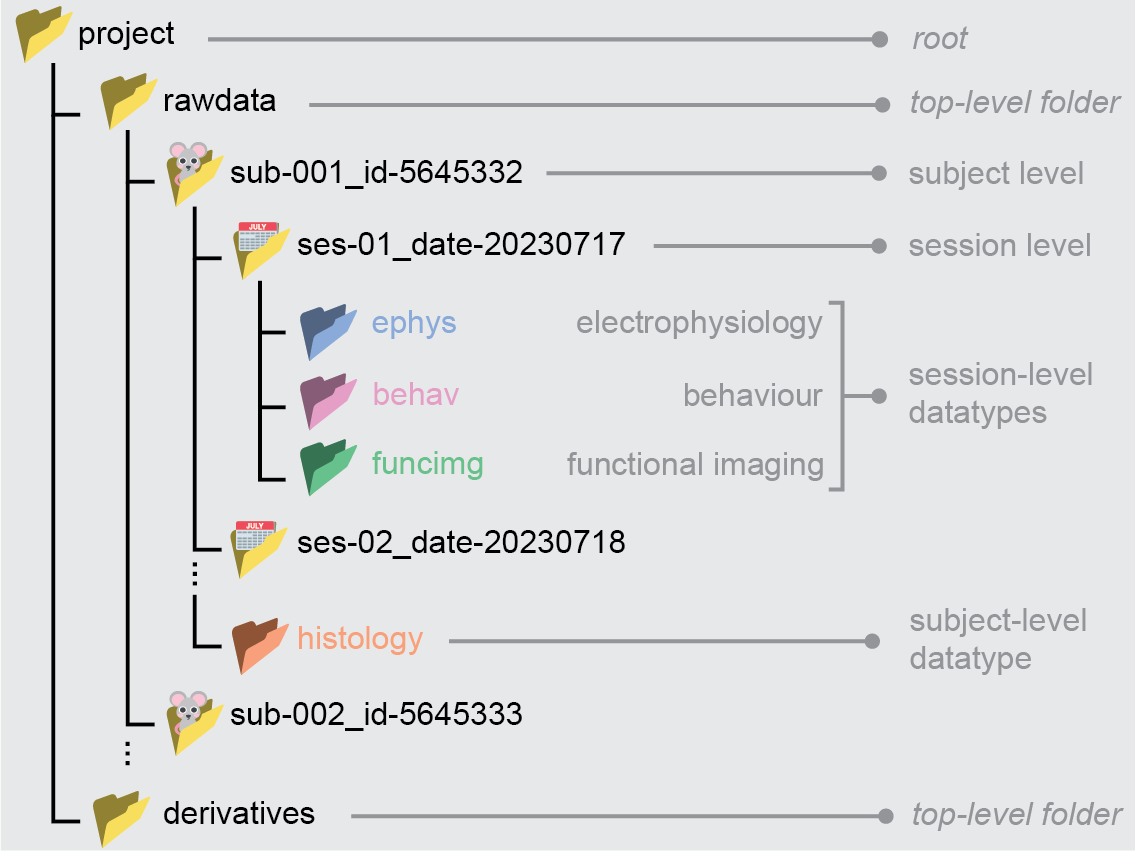 project
root
rawdata
top-level folder
sub-001_id-5645332
subject level
JULY
ses-01_date-20230717
session level
ephys
electrophysiology
behav
behaviour
session-level
datatypes
funcimg
functional imaging
JULY
ses-02_date-20230718
histology
subject-level
datatype
sub-002_id-5645333
derivatives
top-level folder